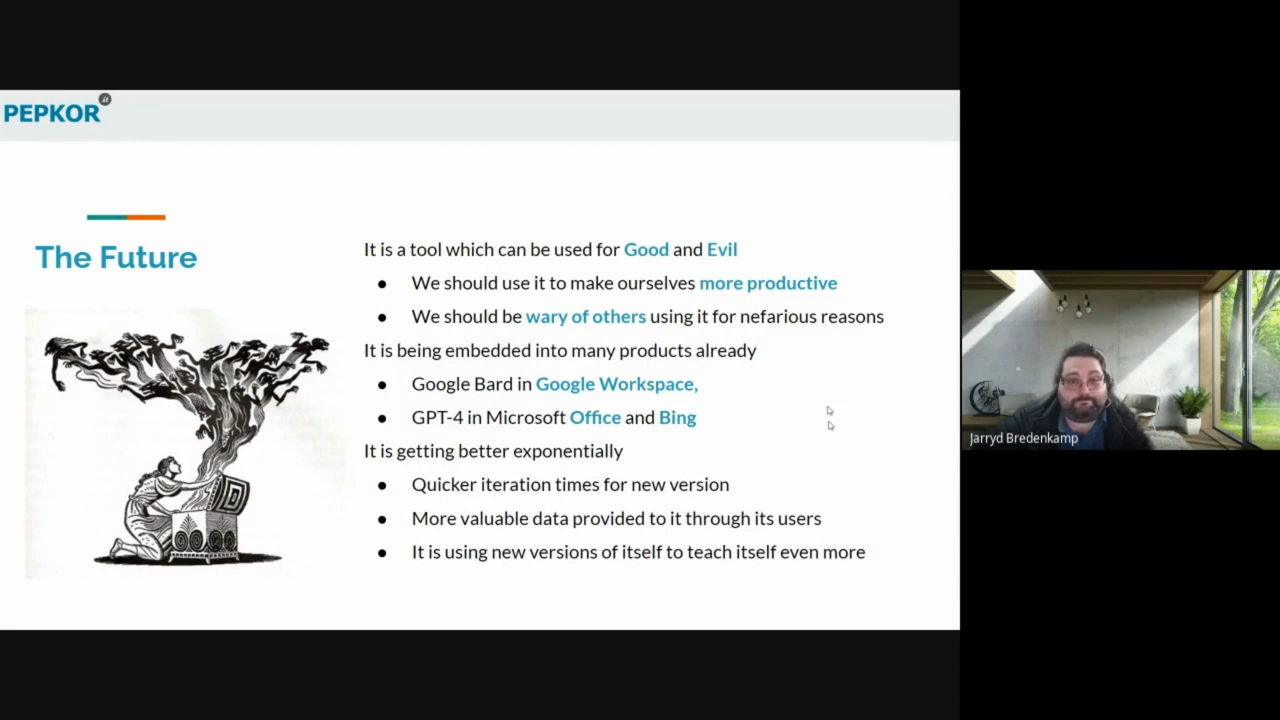 PEPKOR it
The Future
It is a tool which can be used for Good and Evil
● We should use it to make ourselves more productive
● We should be wary of others using it for nefarious reasons
It is being embedded into many products already
● Google Bard in Google Workspace,
● GPT-4 in Microsoft Office and Bing
It is getting better exponentially
● Quicker iteration times for new version
● More valuable data provided to it through its users
● It is using new versions of itself to teach itself even more
Jarryd Bredenkamp